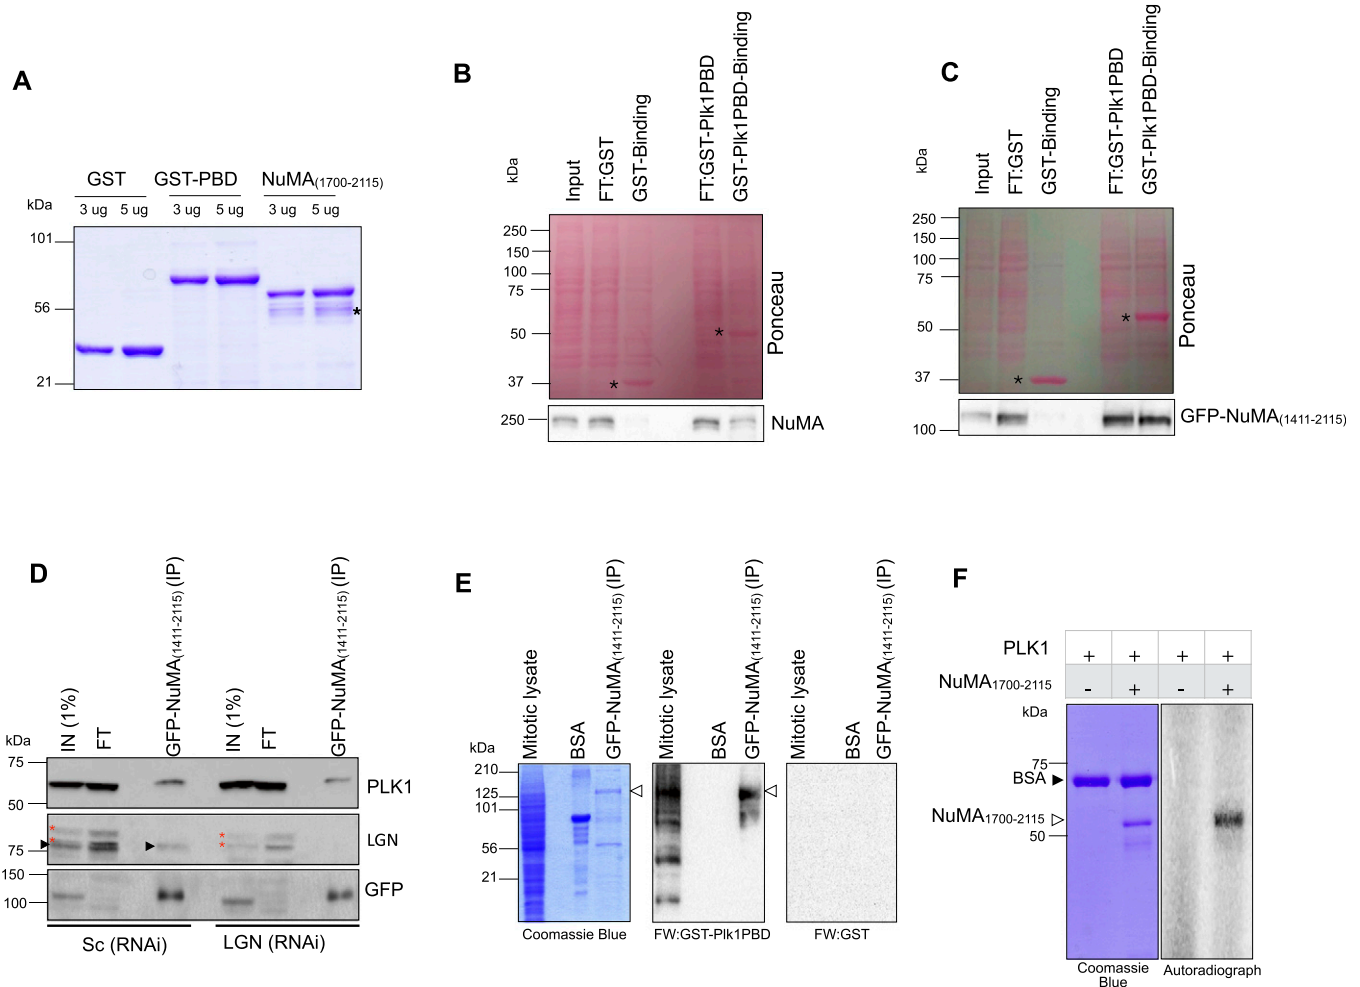 A
GST GST-PBD NuMA(1700-2115)
kDa 3 ug 5 ug 3 ug 5 ug 3 ug 5 ug
101
56
*
21
B
kDa
Input
FT:GST
GST-Binding
FT:GST-Plk1PBD
GST-Plk1PBD-Binding
250
150
100
75
50 *
37 *
Ponceau
250 NuMA
C
kDa
Input
FT:GST
GST-Binding
FT:GST-Plk1PBD
GST-Plk1PBD-Binding
250
150
100
75
50 *
37 *
Ponceau
100 GFP-NuMA(1411-2115)
D
kDa
IN (1%)
FT
GFP-NuMA(1411-2115) (IP)
IN (1%)
FT
GFP-NuMA(1411-2115) (IP)
75
50
PLK1
* *
* *
75
LGN
150
100
GFP
Sc (RNAi) LGN (RNAi)
E
kDa
Mitotic lysate
BSA
GFP-NuMA(1411-2115) (IP)
Mitotic lysate
BSA
GFP-NuMA(1411-2115) (IP)
Mitotic lysate
BSA
GFP-NuMA(1411-2115) (IP)
210
125
101
56
21
Coomassie Blue FW:GST-Plk1PBD FW:GST
F
PLK1 + + + +
NuMA1700-2115 - + - +
kDa
75
BSA
NuMA1700-2115
50
Coomassie
Blue
Autoradiograph